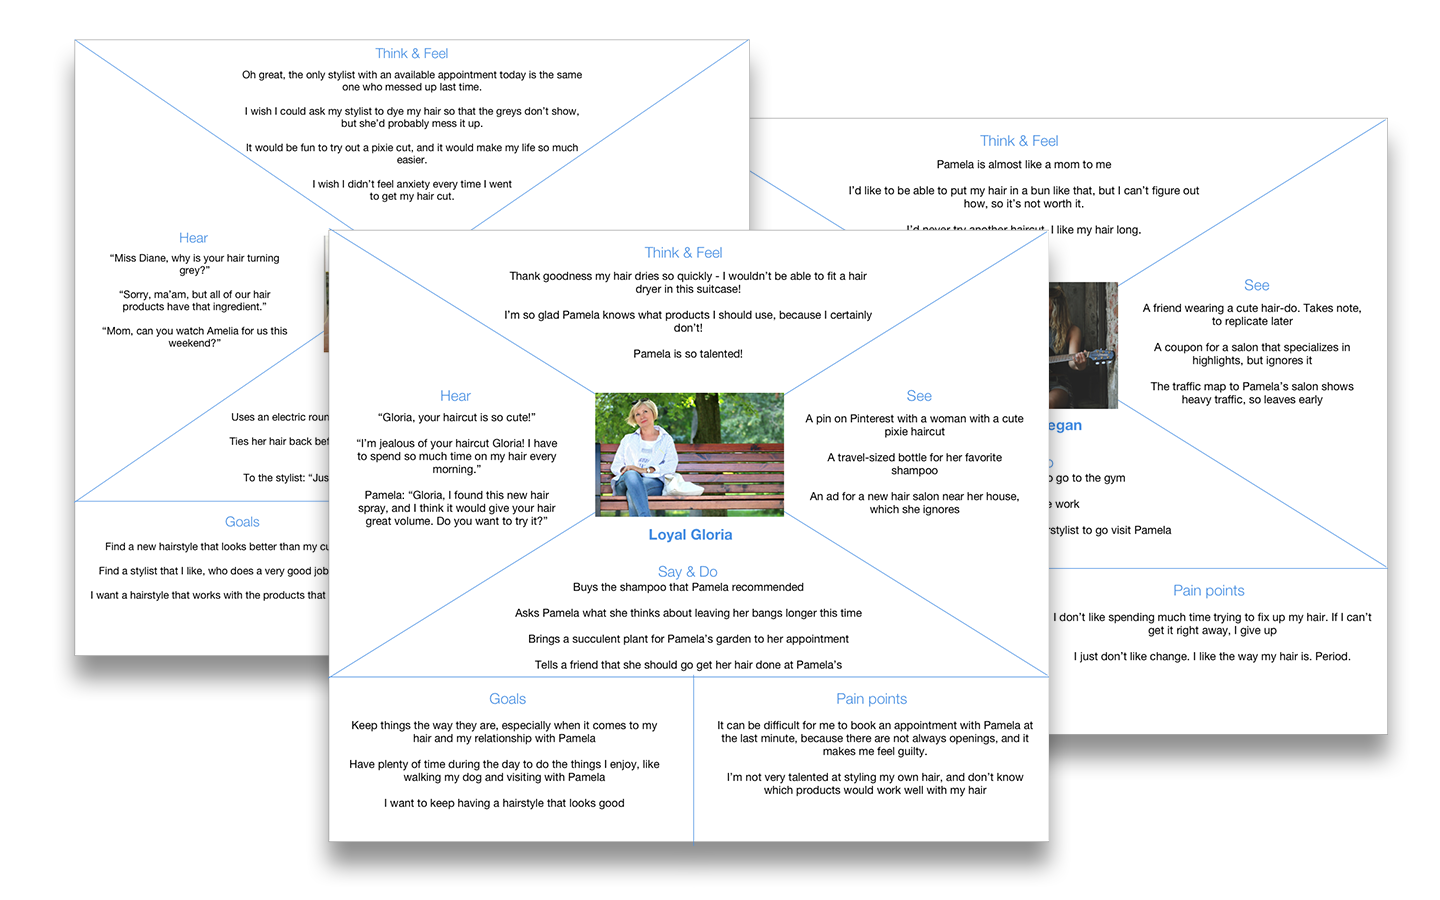 Think & Feel
Oh great, the only stylist with an available appointment today is the same
one who messed up last time.
I wish I could ask my stylist to dye my hair so that the greys don't show,
but she'd probably mess it up.
It would be fun to try out a pixie cut, and it would make my life so much
easier.
I wish I didn't feel anxiety every time I went
to get my hair cut.
Hear
“Miss Diane, why is your hair turning
grey?”
“Sorry, ma'am, but all of our hair
products have that ingredient.”
“Mom, can you watch Amelia for us this
weekend?”
Uses an electric
Ties her hair back
To the stylist:
Goals
Find a new hairstyle that looks better than my
Find a stylist that I like, who does a very good job
I want a hairstyle that works with the products that
Think & Feel
Thank goodness my hair dries so quickly - I wouldn't be able to fit a hair
dryer in this suitcase!
I'm so glad Pamela knows what products I should use, because I certainly
don't!
Pamela is so talented!
Hear
“Gloria, your haircut is so cute!”
“I'm jealous of your haircut Gloria! I have
to spend so much time on my hair every
morning.”
Pamela: “Gloria, I found this new hair
spray, and I think it would give your hair
great volume. Do you want to try it?”
See
A pin on Pinterest with a woman with a cute
pixie haircut
A travel-sized bottle for her favorite
shampoo
An ad for a new hair salon near her house,
which she ignores
Loyal Gloria
Say & Do
Buys the shampoo that Pamela recommended
Asks Pamela what she thinks about leaving her bangs longer this time
Brings a succulent plant for Pamela's garden to her appointment
Tells a friend that she should go get her hair done at Pamela's
Goals
Keep things the way they are, especially when it comes to my
hair and my relationship with Pamela
Have plenty of time during the day to do the things I enjoy, like
walking my dog and visiting with Pamela
I want to keep having a hairstyle that looks good
Pain points
It can be difficult for me to book an appointment with Pamela at
the last minute, because there are not always openings, and it
makes me feel guilty.
I'm not very talented at styling my own hair, and don't know
which products would work well with my hair
Think & Feel
Pamela is almost like a mom to me
I'd like to be able to put my hair in a bun like that, but I can't figure out
how, so it's not worth it.
I'd never try another haircut. I like my hair long.
See
A friend wearing a cute hair-do. Takes note,
to replicate later
A coupon for a salon that specializes in
highlights, but ignores it
The traffic map to Pamela's salon shows
heavy traffic, so leaves early
egan
go to the gym
work
stylist to go visit Pamela
Pain points
I don't like spending much time trying to fix up my hair. If I can't
get it right away, I give up
I just don't like change. I like the way my hair is. Period.